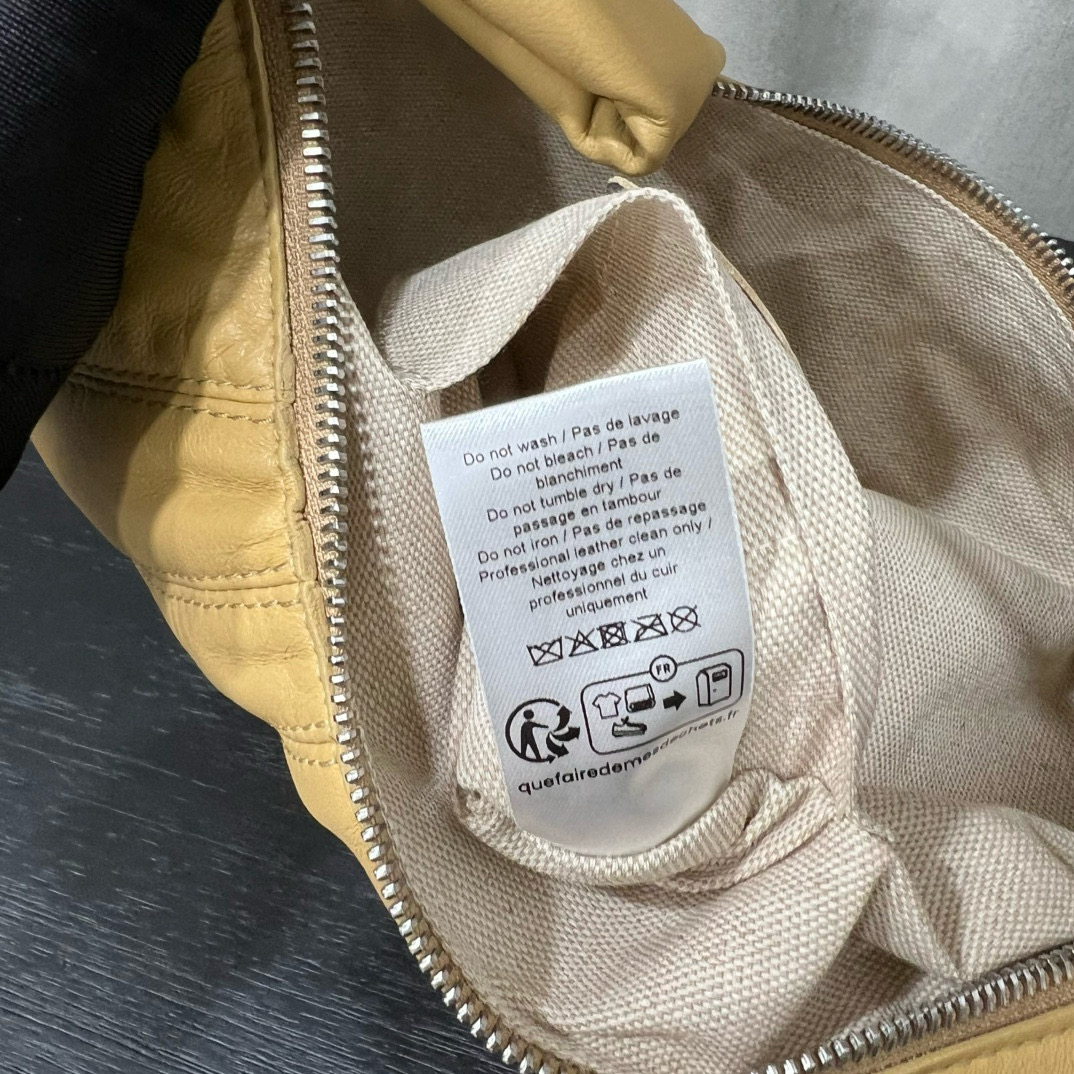 Do not wash / Pas de lavage
Do not bleach / Pas de
blanchiment
Do not tumble dry / Pas de
passage en tambour
Do not iron / Pas de repassage
Professional leather clean only /
Nettoyage chez un
professionnel du cuir
uniquement
FR
quefairedemesdechets.fr